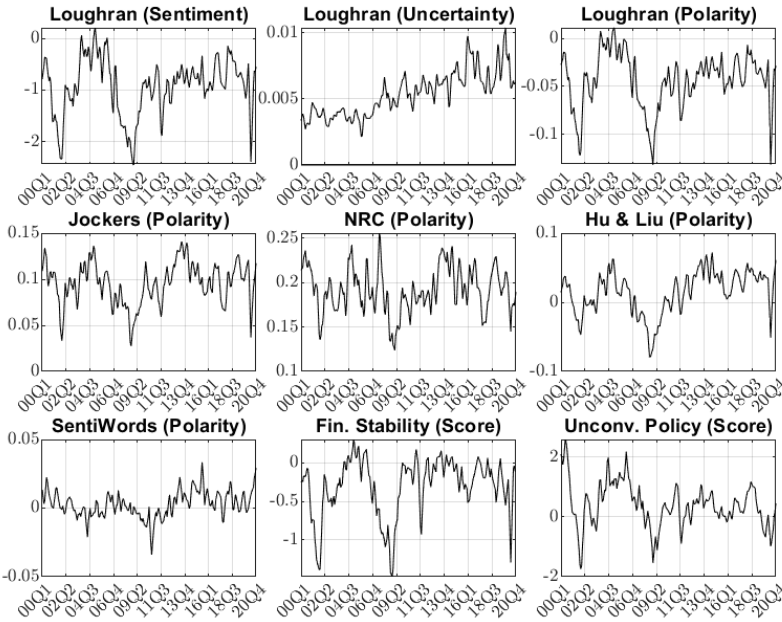 Loughran (Sentiment)
0
-1
-2
00Q1 02Q2 04Q3 06Q4 09Q2 11Q3 13Q4 16Q1 18Q3 20Q4
Loughran (Uncertainty)
0.01
0.005
0
00Q1 02Q2 04Q3 06Q4 09Q2 11Q3 13Q4 16Q1 18Q3 20Q4
Loughran (Polarity)
0
-0.05
-0.1
00Q1 02Q2 04Q3 06Q4 09Q2 11Q3 13Q4 16Q1 18Q3 20Q4
Jockers (Polarity)
0.15
0.1
0.05
0
00Q1 02Q2 04Q3 06Q4 09Q2 11Q3 13Q4 16Q1 18Q3 20Q4
NRC (Polarity)
0.25
0.2
0.15
0.1
00Q1 02Q2 04Q3 06Q4 09Q2 11Q3 13Q4 16Q1 18Q3 20Q4
Hu & Liu (Polarity)
0.1
0
-0.1
00Q1 02Q2 04Q3 06Q4 09Q2 11Q3 13Q4 16Q1 18Q3 20Q4
SentiWords (Polarity)
0.05
0
-0.05
00Q1 02Q2 04Q3 06Q4 09Q2 11Q3 13Q4 16Q1 18Q3 20Q4
Fin. Stability (Score)
0
-0.5
-1
00Q1 02Q2 04Q3 06Q4 09Q2 11Q3 13Q4 16Q1 18Q3 20Q4
Unconv. Policy (Score)
2
0
-2
00Q1 02Q2 04Q3 06Q4 09Q2 11Q3 13Q4 16Q1 18Q3 20Q4